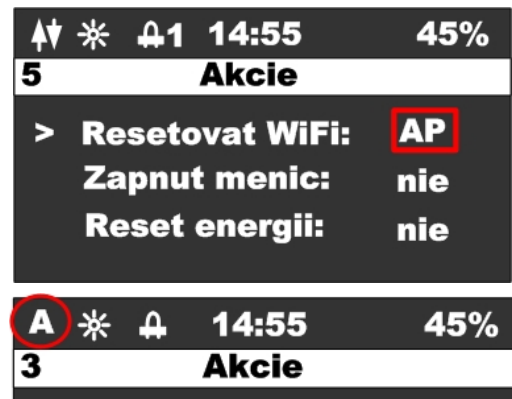 1 14:55 45%
5 Akcie
> Resetovat WiFi: AP
Zapnut menic: nie
Reset energii: nie
A 14:55 45%
3 Akcie